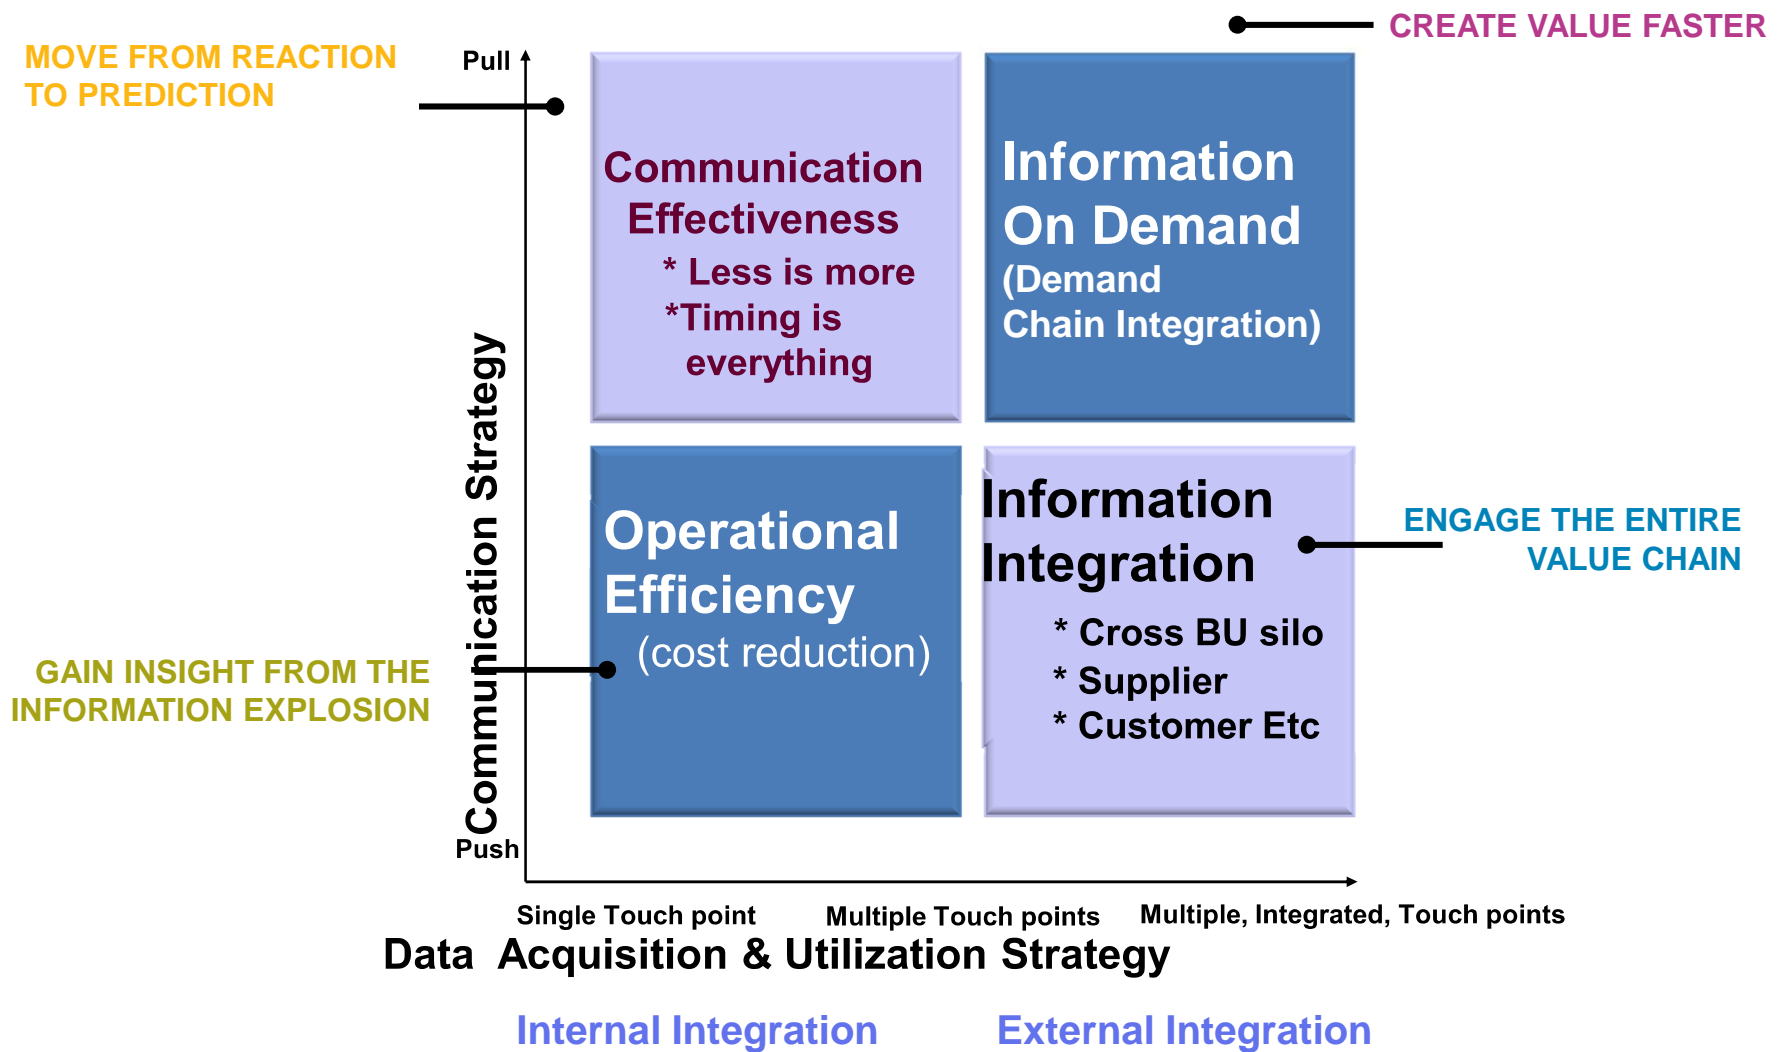 CREATE VALUE FASTER
MOVE FROM REACTION
TO PREDICTION
Pull
Communication
Effectiveness
* Less is more
*Timing is
everything
Information
On Demand
(Demand
Chain Integration)
Communication Strategy
Operational
Efficiency
(cost reduction)
Information
Integration
* Cross BU silo
* Supplier
* Customer Etc
ENGAGE THE ENTIRE
VALUE CHAIN
GAIN INSIGHT FROM THE
INFORMATION EXPLOSION
Push
Single Touch point
Multiple Touch points
Multiple, Integrated, Touch points
Data Acquisition & Utilization Strategy
Internal Integration
External Integration